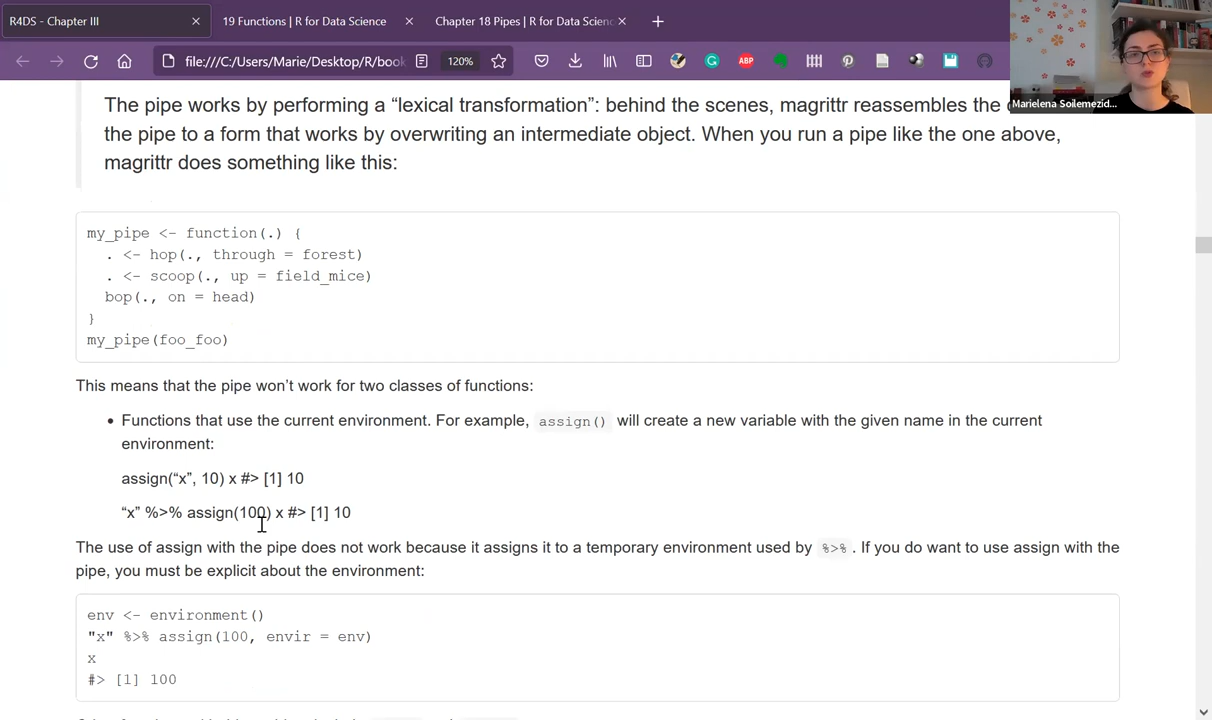 R4DS - Chapter III
19 Functions | R for Data Science
Chapter 18 Pipes | R for Data Scienc
file:///C:/Users/Marie/Desktop/R/book
120%
ABP
Marielena Soilemezid...
The pipe works by performing a “lexical transformation”: behind the scenes, magrittr reassembles the
the pipe to a form that works by overwriting an intermediate object. When you run a pipe like the one above,
magrittr does something like this:
my_pipe <- function(.) {
. <- hop(., through = forest)
. <- scoop(., up = field_mice)
bop(., on = head)
}
my_pipe(foo_foo)
This means that the pipe won’t work for two classes of functions:
• Functions that use the current environment. For example, assign() will create a new variable with the given name in the current
environment:
assign(“x”, 10) x #> [1] 10
“x” %>% assign(100) x #> [1] 10
The use of assign with the pipe does not work because it assigns it to a temporary environment used by %>%. If you do want to use assign with the
pipe, you must be explicit about the environment:
env <- environment()
"x" %>% assign(100, envir = env)
x
#> [1] 100